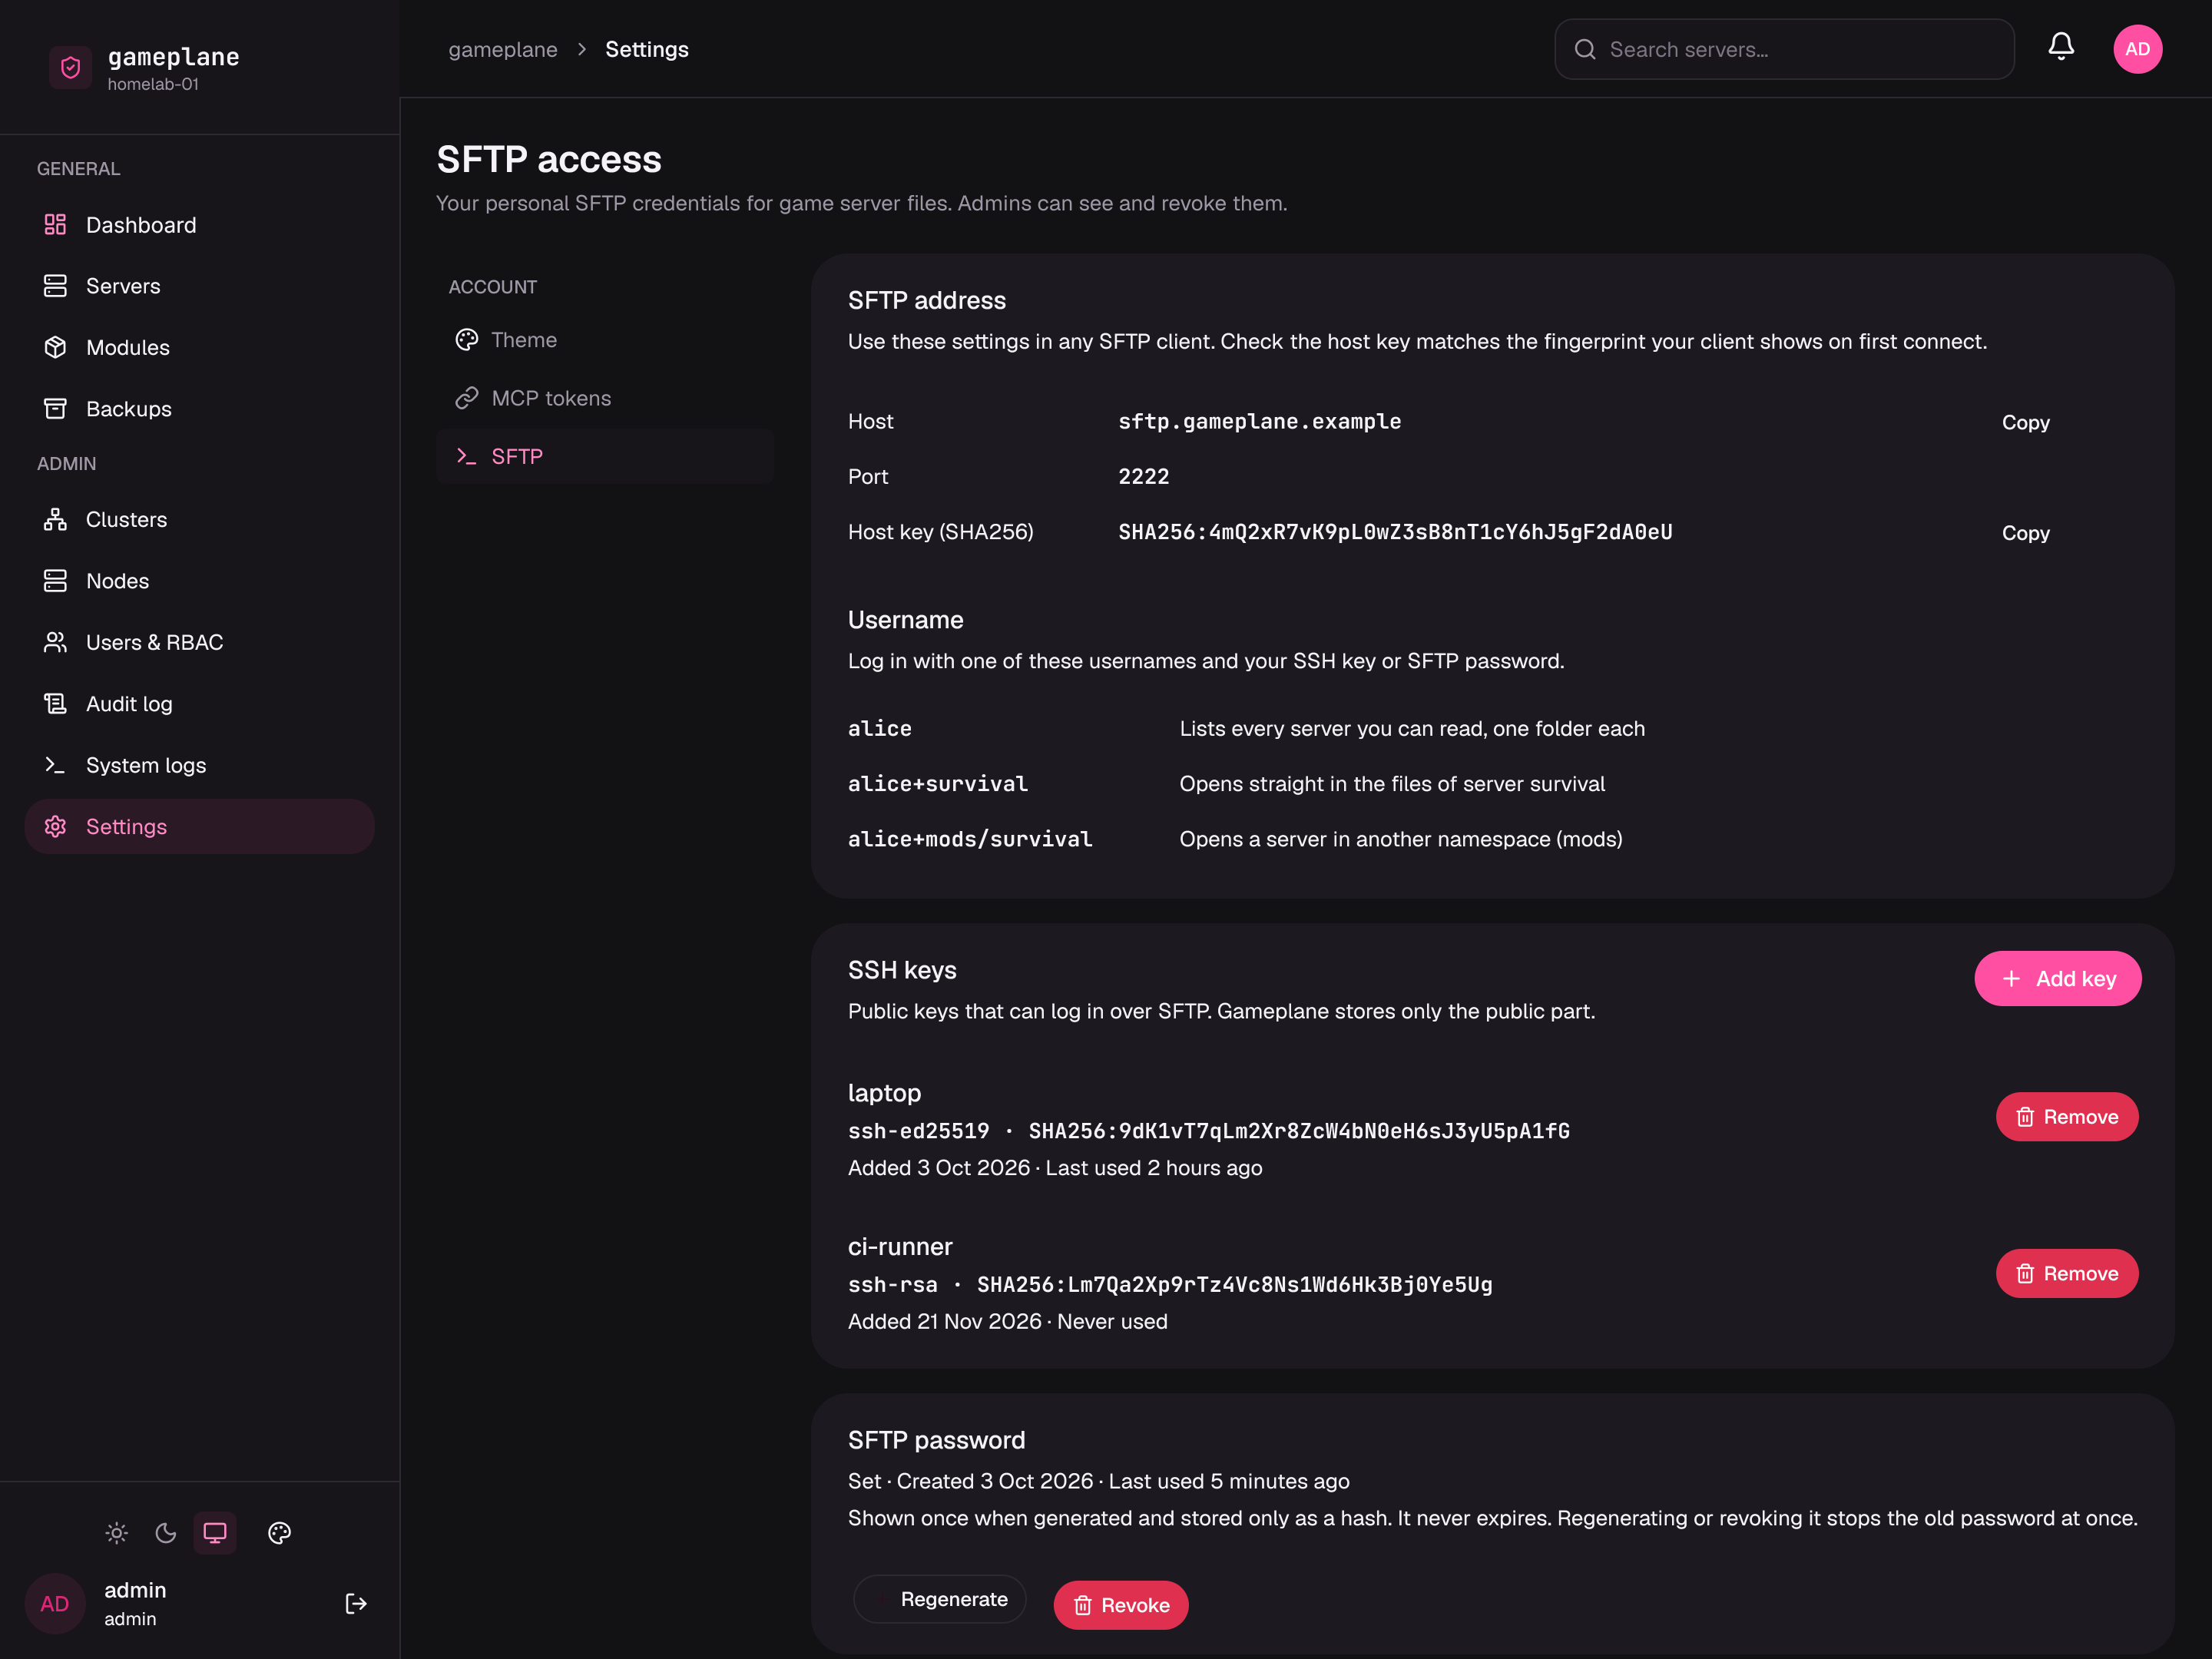 gameplane
homelab-01
GENERAL
Dashboard
Servers
Modules
Backups
ADMIN
Clusters
Nodes
Users & RBAC
Audit log
System logs
Settings
AD
admin
admin
gameplane > Settings
Search servers...
AD
SFTP access
Your personal SFTP credentials for game server files. Admins can see and revoke them.
ACCOUNT
Theme
MCP tokens
SFTP
SFTP address
Use these settings in any SFTP client. Check the host key matches the fingerprint your client shows on first connect.
Host sftp.gameplane.example Copy
Port 2222
Host key (SHA256) SHA256:4mQ2xR7vK9pL0wZ3sB8nT1cY6hJ5gF2dA0eU Copy
Username
Log in with one of these usernames and your SSH key or SFTP password.
alice Lists every server you can read, one folder each
alice+survival Opens straight in the files of server survival
alice+mods/survival Opens a server in another namespace (mods)
SSH keys
Add key
Public keys that can log in over SFTP. Gameplane stores only the public part.
laptop
ssh-ed25519 · SHA256:9dK1vT7qLm2Xr8ZcW4bN0eH6sJ3yU5pA1fG
Added 3 Oct 2026 · Last used 2 hours ago
Remove
ci-runner
ssh-rsa · SHA256:Lm7Qa2Xp9rTz4Vc8Ns1Wd6Hk3Bj0Ye5Ug
Added 21 Nov 2026 · Never used
Remove
SFTP password
Set · Created 3 Oct 2026 · Last used 5 minutes ago
Shown once when generated and stored only as a hash. It never expires. Regenerating or revoking it stops the old password at once.
Regenerate
Revoke